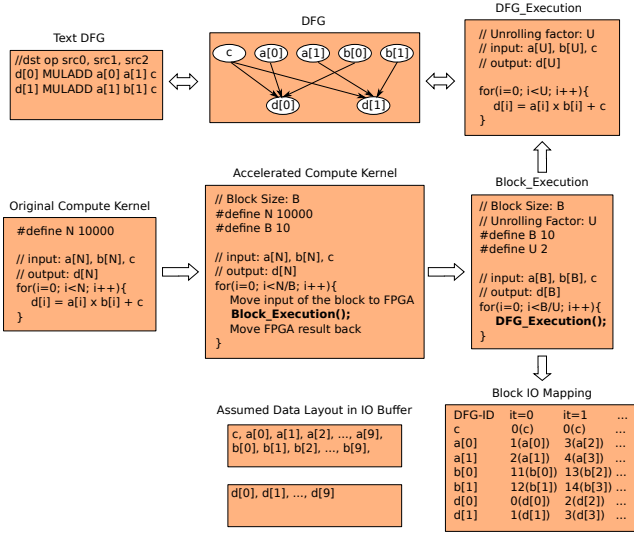 Text DFG
//dst op src0, src1, src2
d[0] MULADD a[0] a[1] c
d[1] MULADD a[1] b[1] c
DFG
c a[0] a[1] b[0] b[1]
d[0] d[1]
DFG_Execution
// Unrolling factor: U
// input: a[U], b[U], c
// output: d[U]
for(i=0; i<U; i++){
d[i] = a[i] x b[i] + c
}
Original Compute Kernel
#define N 10000
// input: a[N], b[N], c
// output: d[N]
for(i=0; i<N; i++){
d[i] = a[i] x b[i] + c
}
Accelerated Compute Kernel
// Block Size: B
#define N 10000
#define B 10
// input: a[N], b[N], c
// output: d[N]
for(i=0; i<N/B; i++){
Move input of the block to FPGA
Block_Execution();
Move FPGA result back
}
Block_Execution
// Block Size: B
// Unrolling Factor: U
#define B 10
#define U 2
// input: a[B], b[B], c
// output: d[B]
for(i=0; i<B/U; i++){
DFG_Execution();
}
Assumed Data Layout in IO Buffer
c, a[0], a[1], a[2], ..., a[9],
b[0], b[1], b[2], ..., b[9],
d[0], d[1], ..., d[9]
Block IO Mapping
DFG-ID it=0 it=1 ...
c 0(c) 0(c) ...
a[0] 1(a[0]) 3(a[2]) ...
a[1] 2(a[1]) 4(a[3]) ...
b[0] 11(b[0]) 13(b[2]) ...
b[1] 12(b[1]) 14(b[3]) ...
d[0] 0(d[0]) 2(d[2]) ...
d[1] 1(d[1]) 3(d[3]) ...